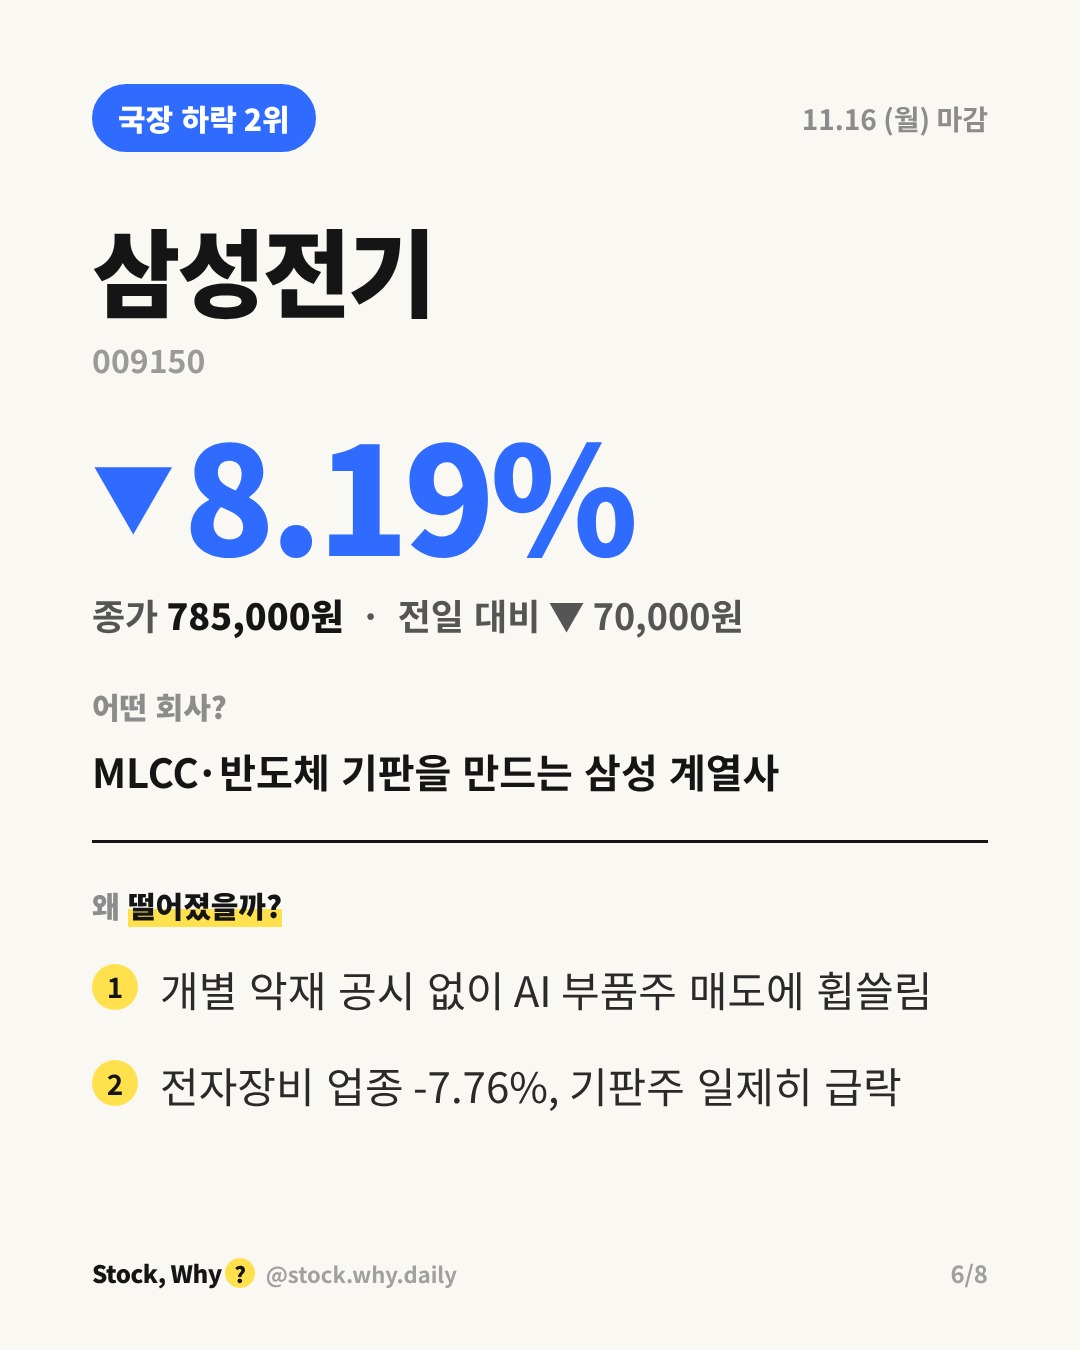 국장 하락 2위
11.16 (월) 마감
삼성전기
009150
▼8.19%
종가 785,000원 · 전일 대비 ▼ 70,000원
어떤 회사?
MLCC·반도체 기판을 만드는 삼성 계열사
왜 떨어졌을까?
1 개별 악재 공시 없이 AI 부품주 매도에 휩쓸림
2 전자장비 업종 -7.76%, 기판주 일제히 급락
Stock, Why ? @stock.why.daily
6/8